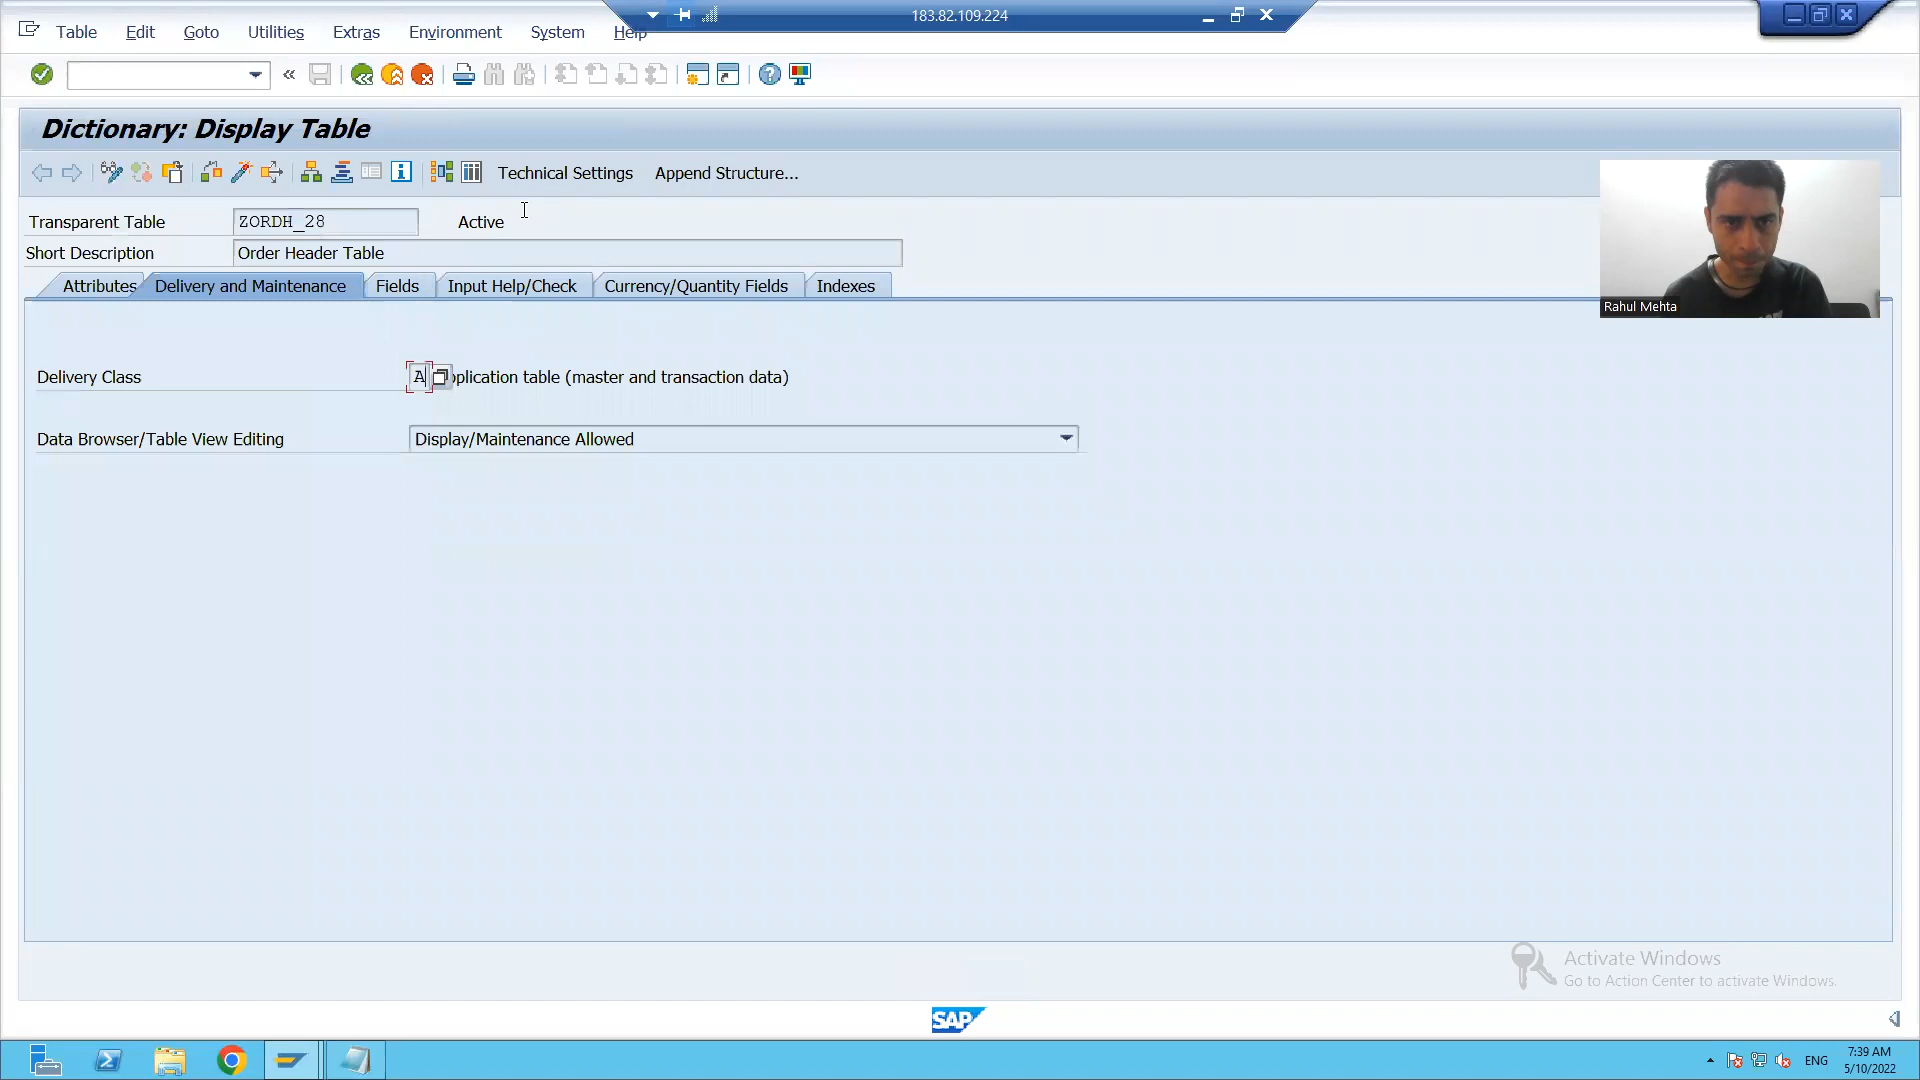 183.82.109.224
Table Edit Goto Utilities Extras Environment System Help
Dictionary: Display Table
Technical Settings Append Structure...
Transparent Table ZORDH_28 Active
Short Description Order Header Table
Attributes Delivery and Maintenance Fields Input Help/Check Currency/Quantity Fields Indexes
Rahul Mehta
Delivery Class A pplication table (master and transaction data)
Data Browser/Table View Editing Display/Maintenance Allowed
Activate Windows
Go to Action Center to activate Windows.
SAP
ENG
7:39 AM
5/10/2022